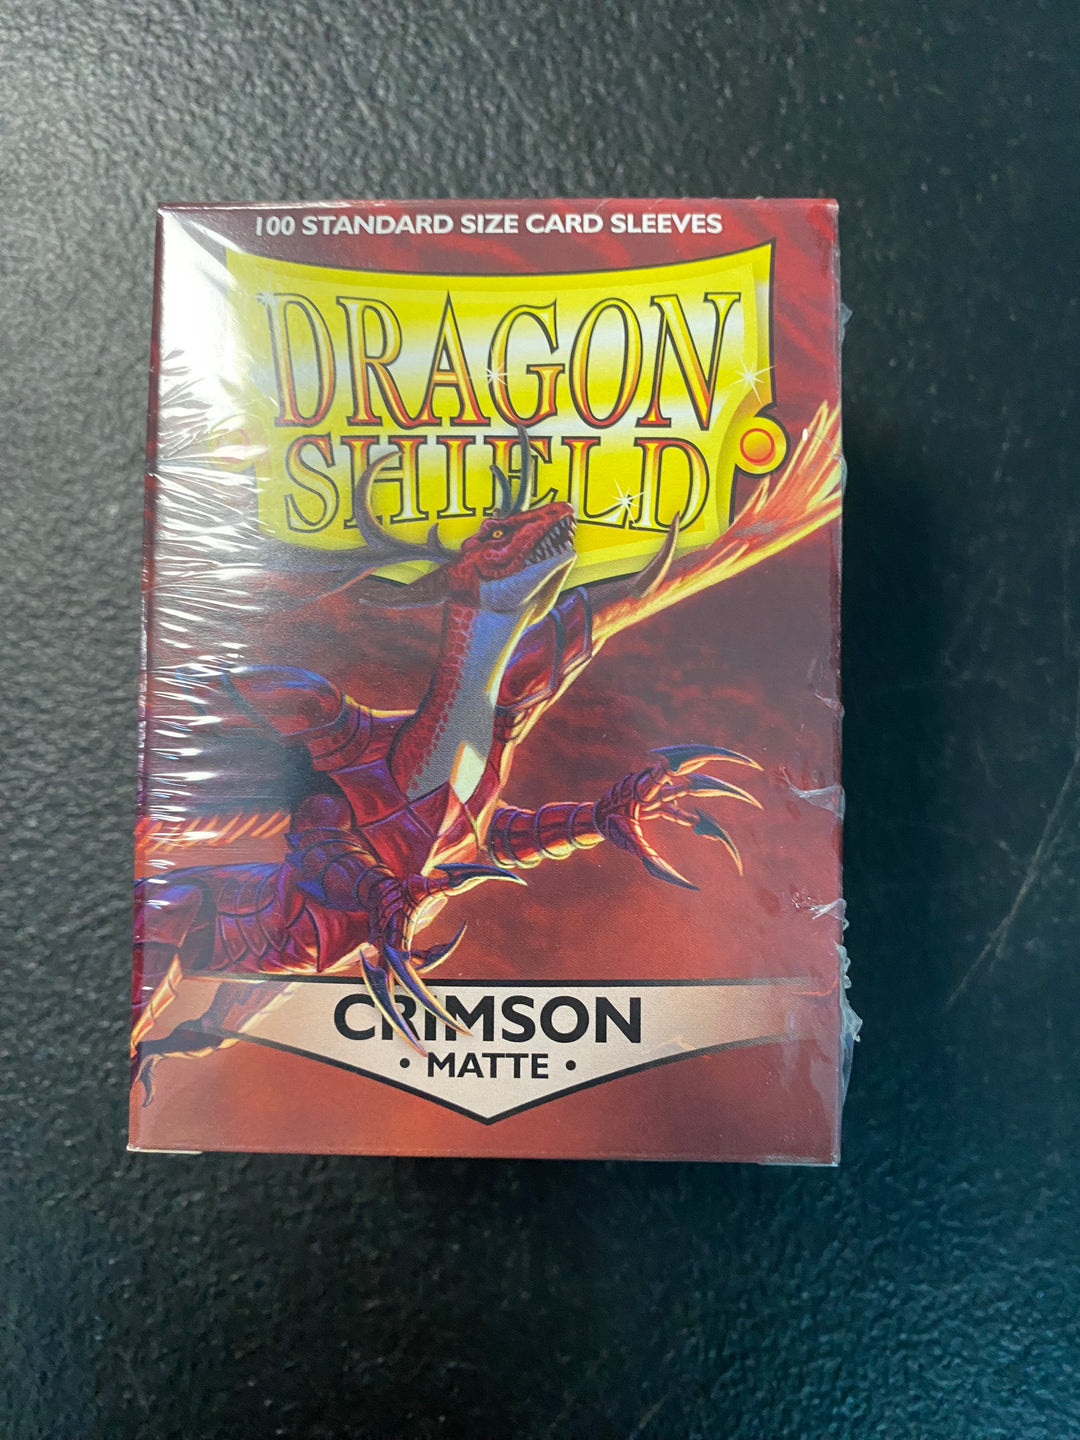 100 STANDARD SIZE CARD SLEEVES
DRAGON
SHIELD
CRIMSON
• MATTE •